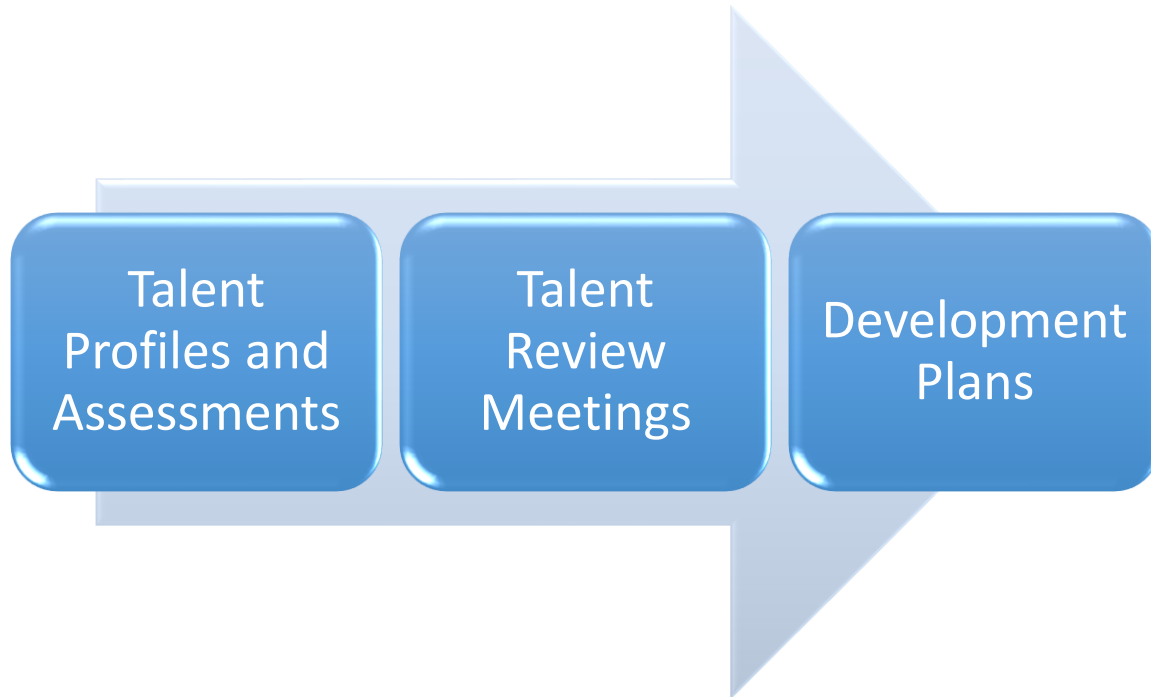 Talent
Profiles and
Assessments
Talent
Review
Meetings
Development
Plans